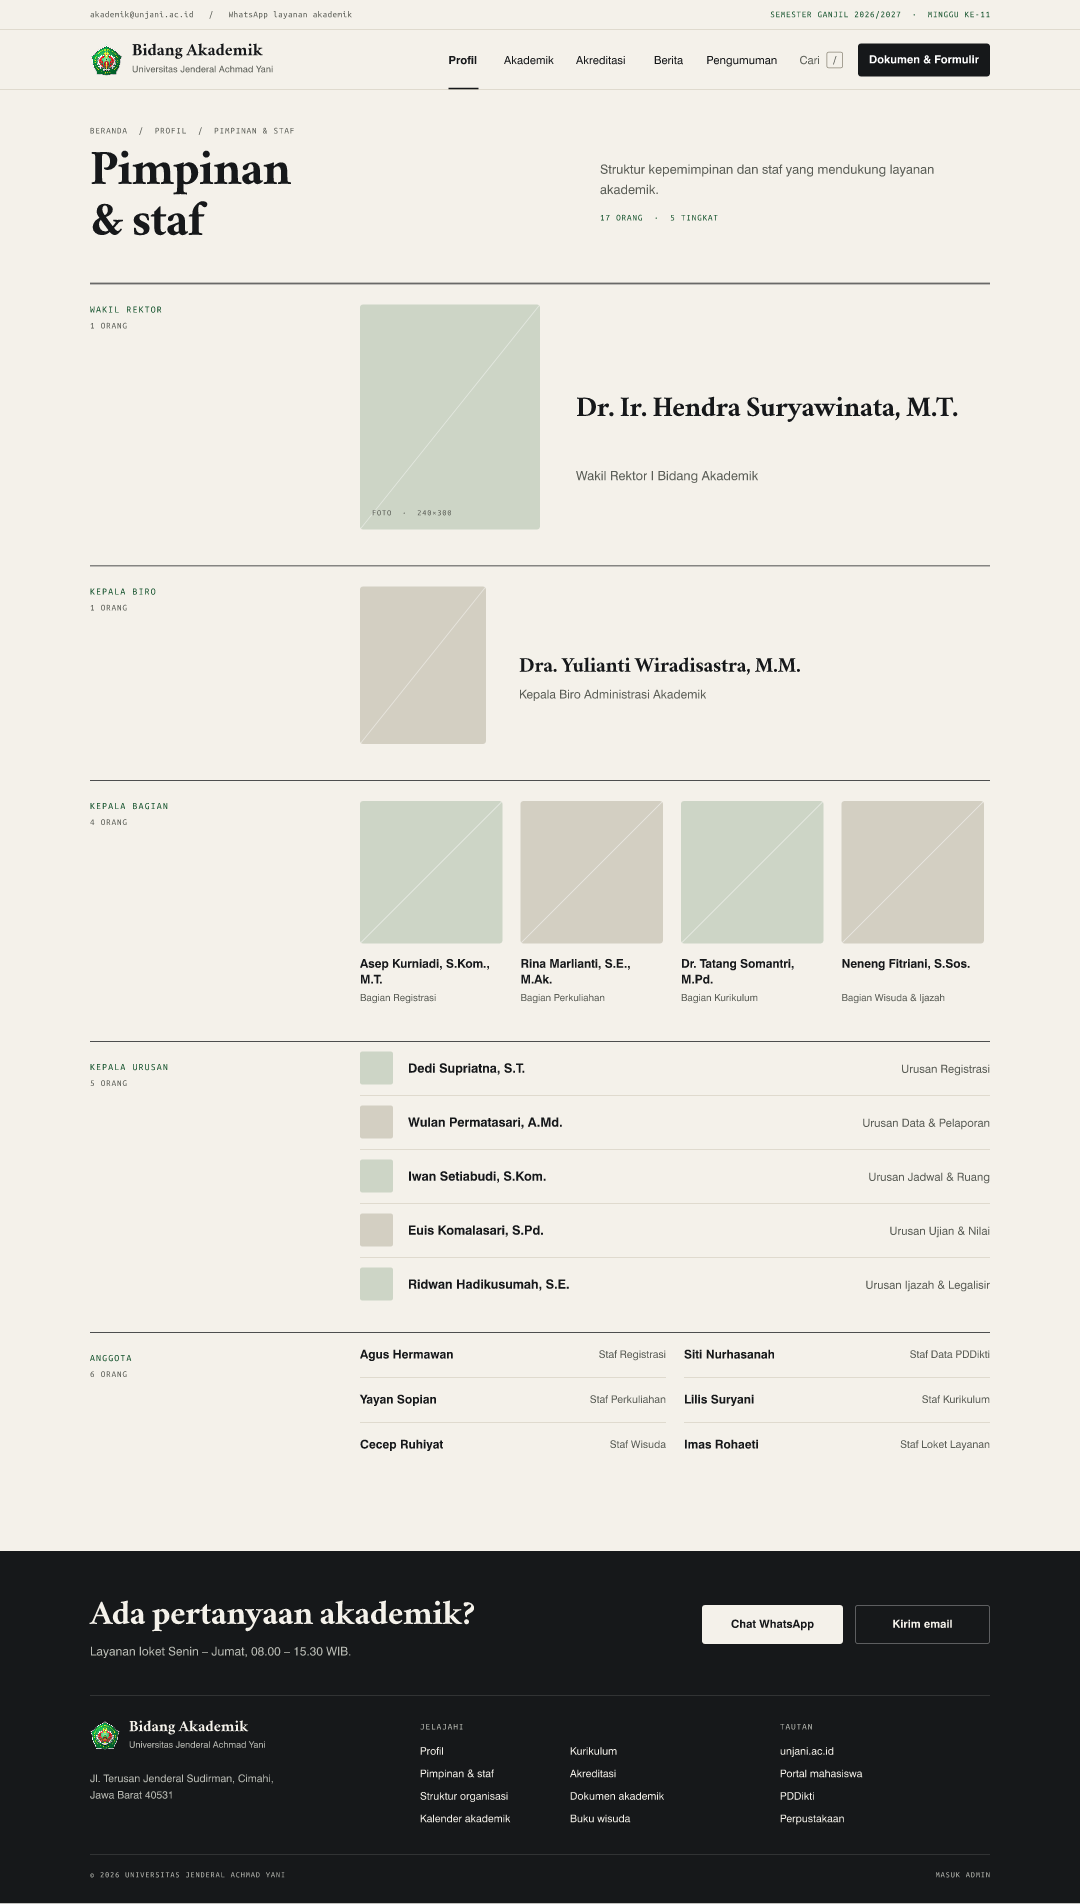 akademik@unjani.ac.id / WhatsApp layanan akademik
SEMESTER GANJIL 2026/2027 · MINGGU KE-11
Bidang Akademik
Universitas Jenderal Achmad Yani
Profil Akademik Akreditasi Berita Pengumuman Cari / Dokumen & Formulir
BERANDA / PROFIL / PIMPINAN & STAF
Pimpinan
& staf
Struktur kepemimpinan dan staf yang mendukung layanan
akademik.
17 ORANG · 5 TINGKAT
WAKIL REKTOR
1 ORANG
FOTO · 240×300
Dr. Ir. Hendra Suryawinata, M.T.
Wakil Rektor I Bidang Akademik
KEPALA BIRO
1 ORANG
Dra. Yulianti Wiradisastra, M.M.
Kepala Biro Administrasi Akademik
KEPALA BAGIAN
4 ORANG
Asep Kurniadi, S.Kom.,
M.T.
Bagian Registrasi
Rina Marlianti, S.E.,
M.Ak.
Bagian Perkuliahan
Dr. Tatang Somantri,
M.Pd.
Bagian Kurikulum
Neneng Fitriani, S.Sos.
Bagian Wisuda & Ijazah
KEPALA URUSAN
5 ORANG
Dedi Supriatna, S.T. Urusan Registrasi
Wulan Permatasari, A.Md. Urusan Data & Pelaporan
Iwan Setiabudi, S.Kom. Urusan Jadwal & Ruang
Euis Komalasari, S.Pd. Urusan Ujian & Nilai
Ridwan Hadikusumah, S.E. Urusan Ijazah & Legalisir
ANGGOTA
6 ORANG
Agus Hermawan Staf Registrasi Siti Nurhasanah Staf Data PDDikti
Yayan Sopian Staf Perkuliahan Lilis Suryani Staf Kurikulum
Cecep Ruhiyat Staf Wisuda Imas Rohaeti Staf Loket Layanan
Ada pertanyaan akademik?
Layanan loket Senin – Jumat, 08.00 – 15.30 WIB.
Chat WhatsApp Kirim email
Bidang Akademik
Universitas Jenderal Achmad Yani
Jl. Terusan Jenderal Sudirman, Cimahi,
Jawa Barat 40531
JELAJAHI
Profil Kurikulum
Pimpinan & staf Akreditasi
Struktur organisasi Dokumen akademik
Kalender akademik Buku wisuda
TAUTAN
unjani.ac.id
Portal mahasiswa
PDDikti
Perpustakaan
© 2026 UNIVERSITAS JENDERAL ACHMAD YANI
MASUK ADMIN